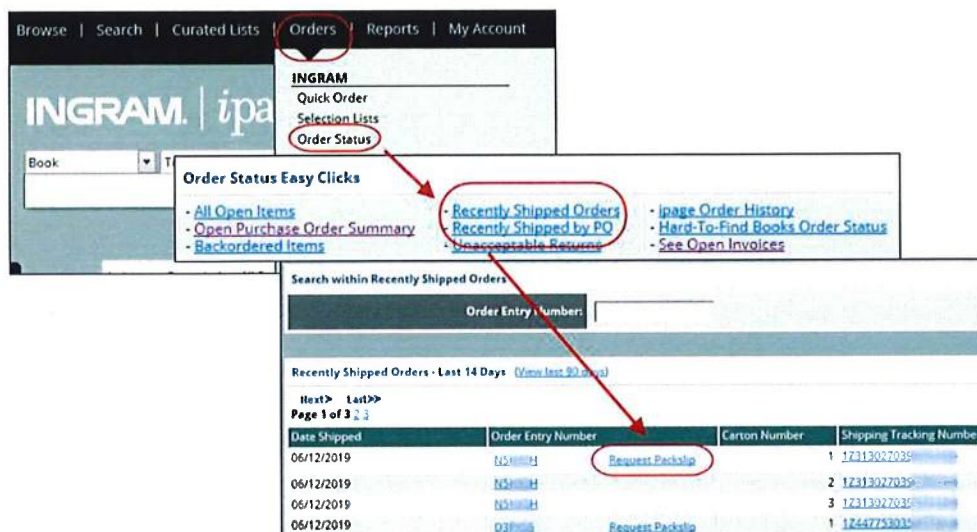 Browse | Search | Curated Lists | Orders | Reports | My Account
INGRAM. | ipa
INGRAM
Quick Order
Selection Lists
Order Status
Book
Order Status Easy Clicks
- All Open Items
- Open Purchase Order Summary
- Backordered Items
- Recently Shipped Orders
- Recently Shipped by PO
- Unacceptable Returns
- ipage Order History
- Hard-To-Find Books Order Status
- See Open Invoices
Search within Recently Shipped Orders
Order Entry Number:
Recently Shipped Orders - Last 14 Days (View last 90 days)
Next> Last>>
Page 1 of 3 2 3
Date Shipped Order Entry Number Carton Number Shipping Tracking Numbe
06/12/2019 Request Packslip 1
06/12/2019 2
06/12/2019 3
06/12/2019 Request Packslip 1